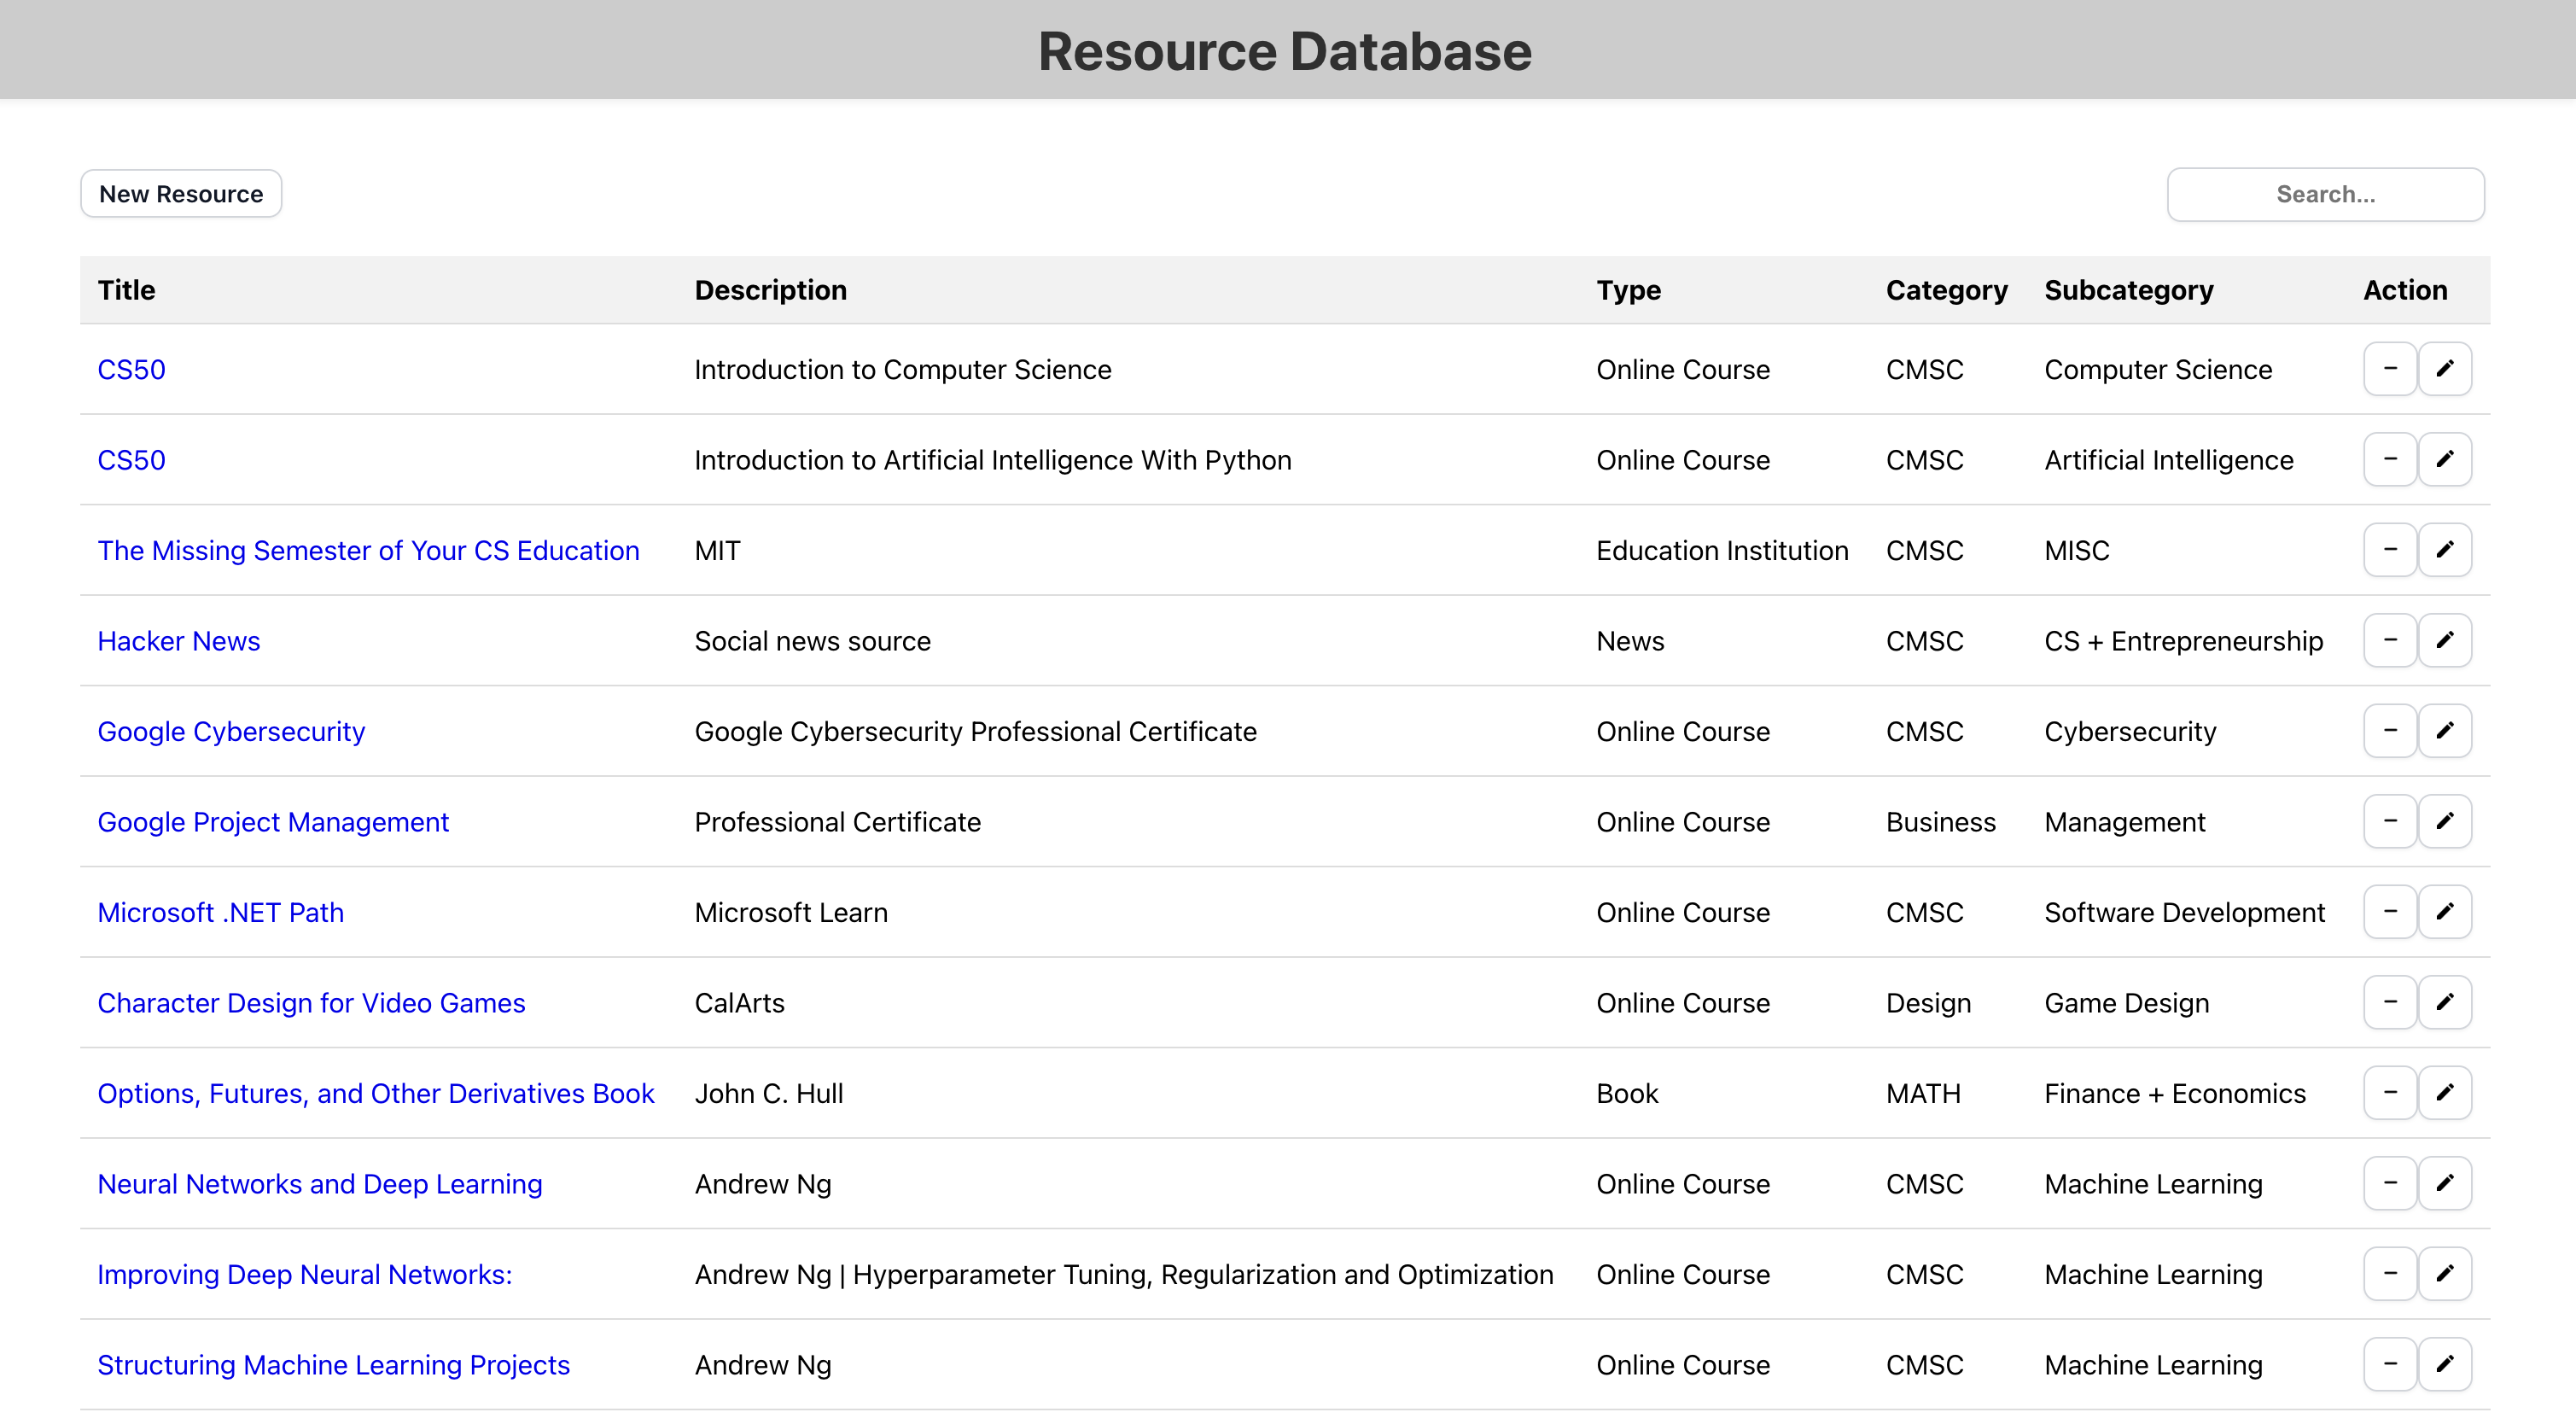 Resource Database
New Resource
Search...
Title Description Type Category Subcategory Action
CS50 Introduction to Computer Science Online Course CMSC Computer Science
CS50 Introduction to Artificial Intelligence With Python Online Course CMSC Artificial Intelligence
The Missing Semester of Your CS Education MIT Education Institution CMSC MISC
Hacker News Social news source News CMSC CS + Entrepreneurship
Google Cybersecurity Google Cybersecurity Professional Certificate Online Course CMSC Cybersecurity
Google Project Management Professional Certificate Online Course Business Management
Microsoft .NET Path Microsoft Learn Online Course CMSC Software Development
Character Design for Video Games CalArts Online Course Design Game Design
Options, Futures, and Other Derivatives Book John C. Hull Book MATH Finance + Economics
Neural Networks and Deep Learning Andrew Ng Online Course CMSC Machine Learning
Improving Deep Neural Networks: Andrew Ng | Hyperparameter Tuning, Regularization and Optimization Online Course CMSC Machine Learning
Structuring Machine Learning Projects Andrew Ng Online Course CMSC Machine Learning